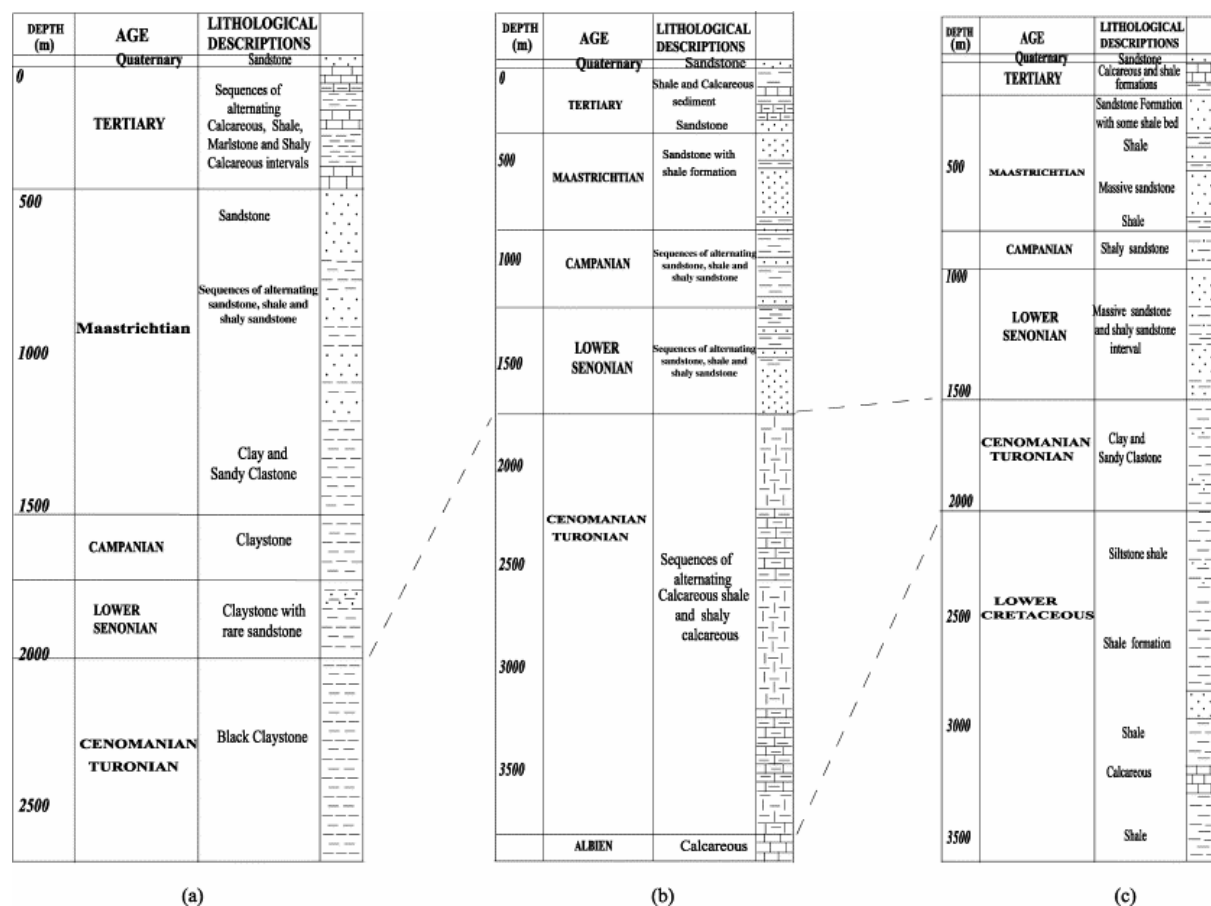 DEPTH
(m)
AGE
LITHOLOGICAL
DESCRIPTIONS
Quaternary
Sandstone
0
TERTIARY
Sequences of
alternating
Calcareous, Shale,
Marlstone and Shaly
Calcareous intervals
500
Sandstone
Maastrichtian
Sequences of alternating
sandstone, shale and
shaly sandstone
1000
Clay and
Sandy Clastone
1500
CAMPANIAN
Claystone
LOWER
SENONIAN
Claystone with
rare sandstone
2000
CENOMANIAN
TURONIAN
Black Claystone
2500
(a)
DEPTH
(m)
AGE
LITHOLOGICAL
DESCRIPTIONS
Quaternary
Sandstone
0
TERTIARY
Shale and Calcareous
sediment
Sandstone
500
MAASTRICHTIAN
Sandstone with
shale formation
1000
CAMPANIAN
Sequences of alternating
sandstone, shale and
shaly sandstone
LOWER
SENONIAN
Sequences of alternating
sandstone, shale and
shaly sandstone
1500
2000
CENOMANIAN
TURONIAN
2500
Sequences of
alternating
Calcareous shale
and shaly
calcareous
3000
3500
ALBIEN
Calcareous
(b)
DEPTH
(m)
AGE
LITHOLOGICAL
DESCRIPTIONS
Quaternary
Sandstone
TERTIARY
Calcareous and shale
formations
Sandstone Formation
with some shale bed
Shale
500
MAASTRICHTIAN
Massive sandstone
Shale
CAMPANIAN
Shaly sandstone
1000
LOWER
SENONIAN
Massive sandstone
and shaly sandstone
interval
1500
CENOMANIAN
TURONIAN
Clay and
Sandy Clastone
2000
Siltstone shale
LOWER
CRETACEOUS
2500
Shale formation
3000
Shale
Calcareous
3500
Shale
(c)